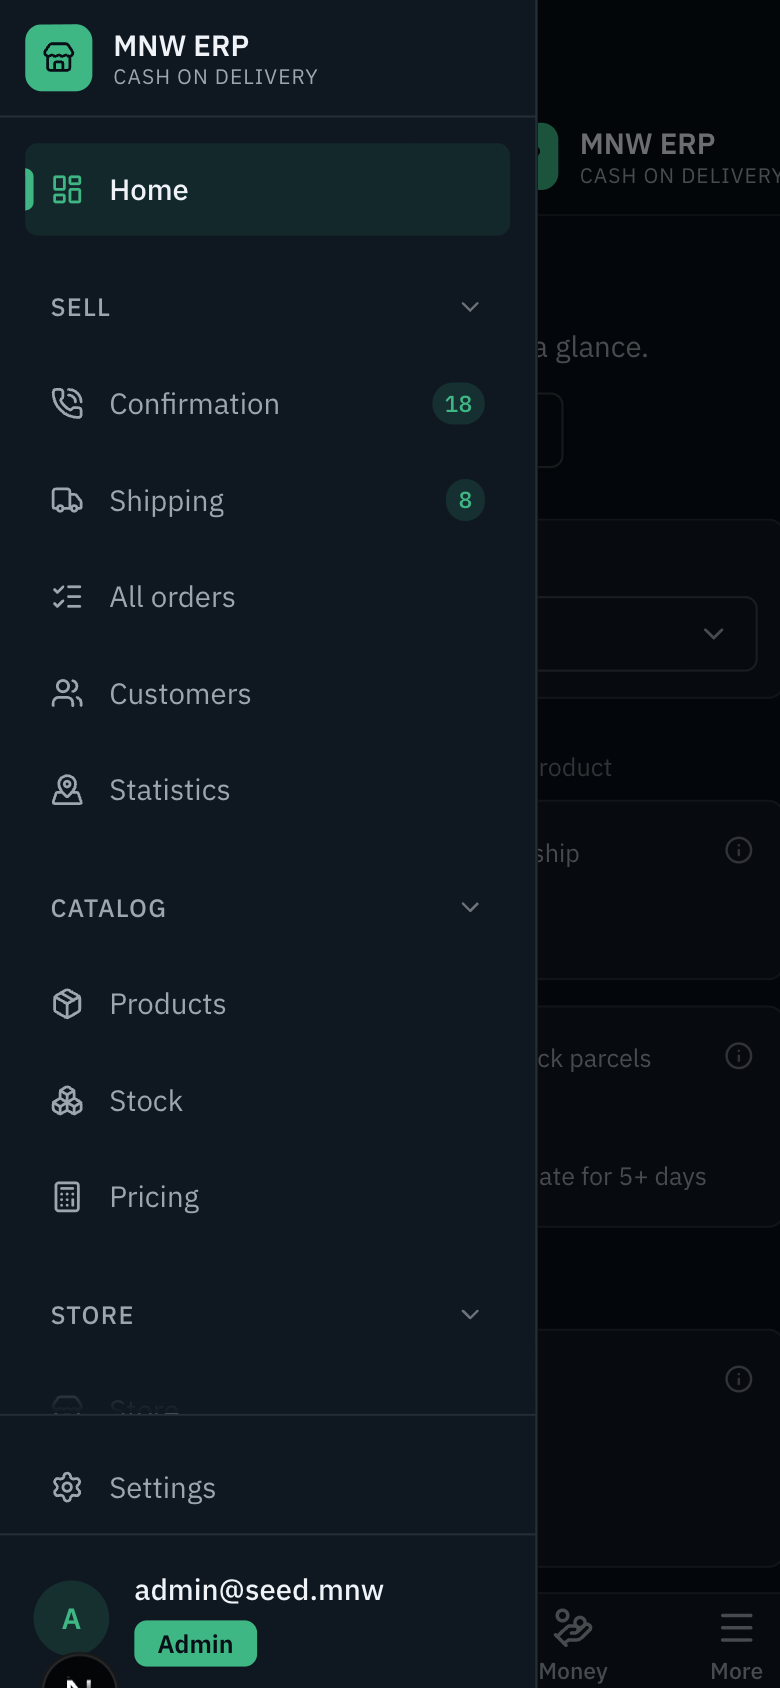 MNW ERP
CASH ON DELIVERY
Home
SELL
Confirmation 18
Shipping 8
All orders
Customers
Statistics
CATALOG
Products
Stock
Pricing
STORE
Store
Settings
A
admin@seed.mnw
Admin
N
MNW ERP
CASH ON DELIVERY
a glance.
roduct
ship
ck parcels
ate for 5+ days
Money
More